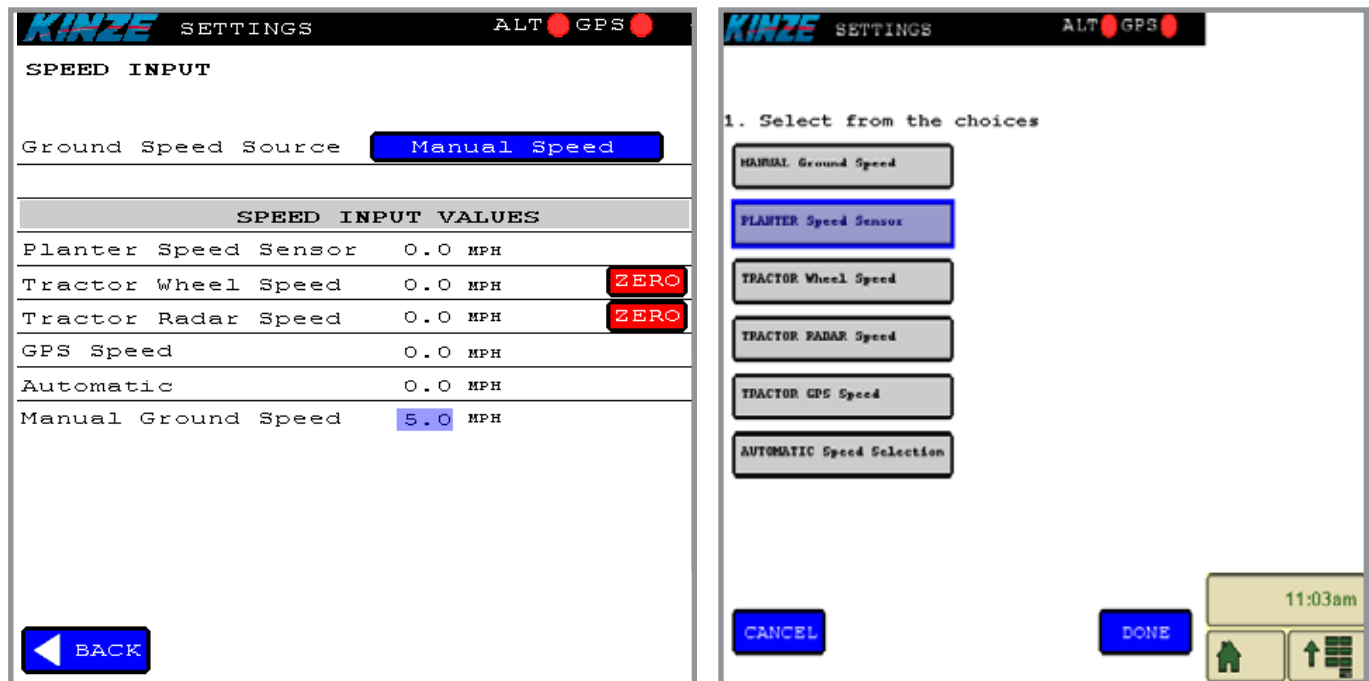 KINZE SETTINGS ALT GPS
SPEED INPUT
Ground Speed Source Manual Speed
SPEED INPUT VALUES
Planter Speed Sensor 0.0 MPH
Tractor Wheel Speed 0.0 MPH ZERO
Tractor Radar Speed 0.0 MPH ZERO
GPS Speed 0.0 MPH
Automatic 0.0 MPH
Manual Ground Speed 5.0 MPH
BACK
KINZE SETTINGS ALT GPS
1. Select from the choices
MANUAL Ground Speed
PLANTER Speed Sensor
TRACTOR Wheel Speed
TRACTOR RADAR Speed
TRACTOR GPS Speed
AUTOMATIC Speed Selection
CANCEL DONE
11:03am